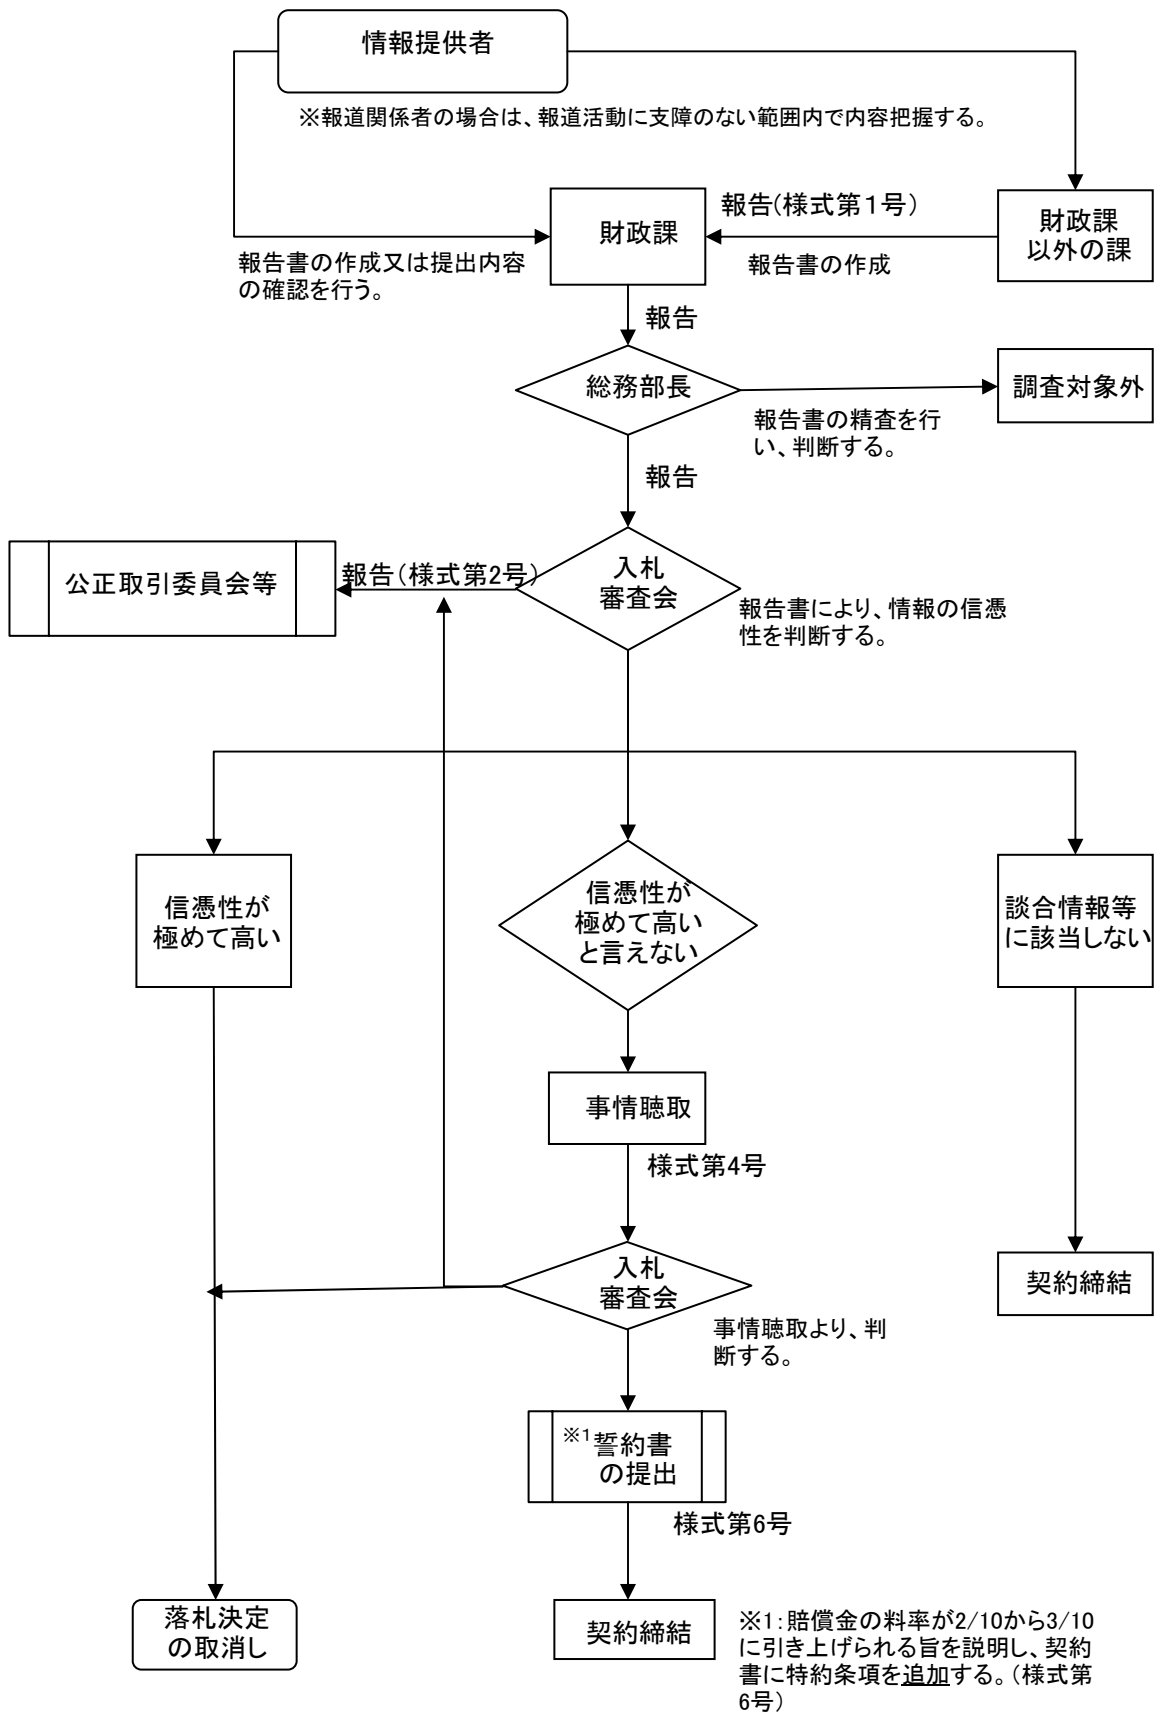 情報提供者
※報道関係者の場合は、報道活動に支障のない範囲内で内容把握する。
財政課
報告(様式第１号)
報告書の作成
財政課
以外の課
報告書の作成又は提出内容
の確認を行う。
報告
総務部長
調査対象外
報告書の精査を行
い、判断する。
報告
公正取引委員会等
報告(様式第2号)
入札
審査会
報告書により、情報の信憑
性を判断する。
信憑性が
極めて高い
信憑性が
極めて高い
と言えない
談合情報等
に該当しない
事情聴取
様式第4号
入札
審査会
契約締結
事情聴取より、判
断する。
※1誓約書
の提出
様式第6号
落札決定
の取消し
契約締結
※1：賠償金の料率が2/10から3/10
に引き上げられる旨を説明し、契約
書に特約条項を追加する。(様式第
6号)